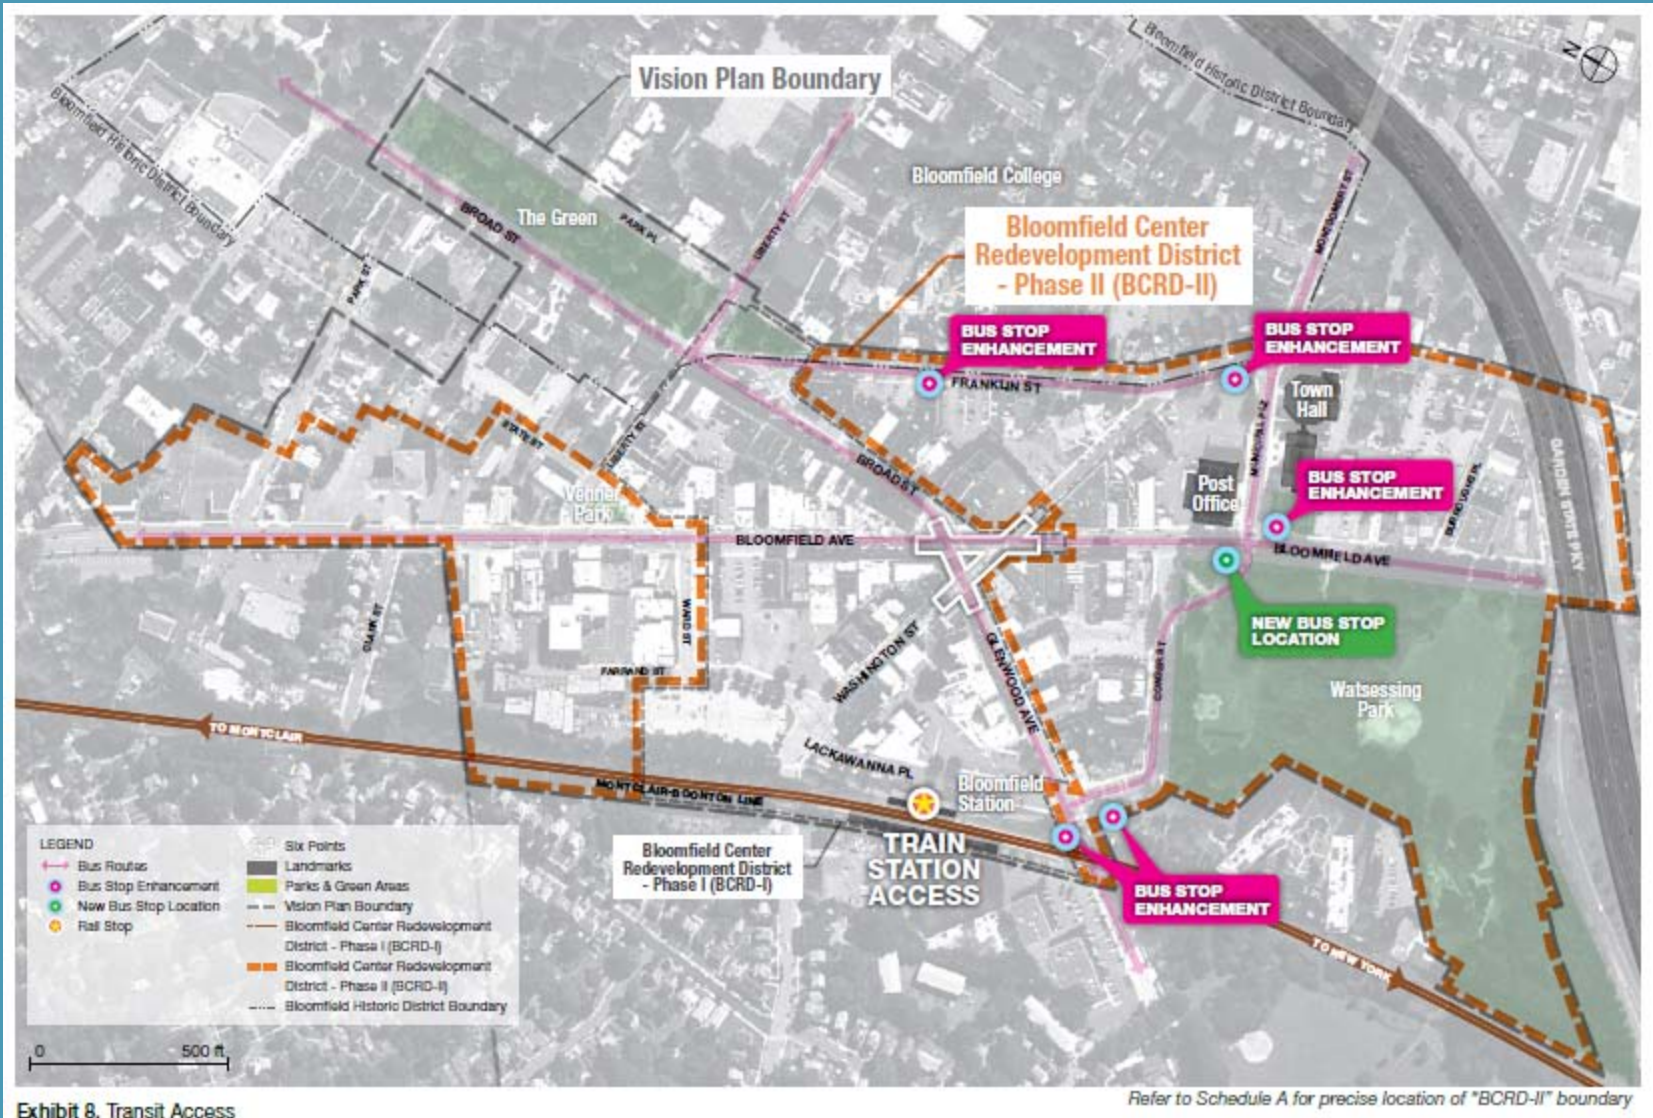 Bloomfield Historic District Boundary
N
Vision Plan Boundary
Bloomfield Historic District Boundary
Bloomfield College
The Green
BROAD ST
PARK PL
LIBERTY ST
MONTGOMERY ST
PARK ST
Bloomfield Center
Redevelopment District
- Phase II (BCRD-II)
BUS STOP
ENHANCEMENT
BUS STOP
ENHANCEMENT
FRANKLIN ST
Town
Hall
STATE ST
LIBERTY ST
BROAD ST
MUNICIPAL PLZ
GARDEN STATE PKY
Venner
Park
Post
Office
BUS STOP
ENHANCEMENT
BURROUGHS PL
BLOOMFIELD AVE
BLOOMFIELD AVE
CLARK ST
WARD ST
NEW BUS STOP
LOCATION
WASHINGTON ST
GLENWOOD AVE
CONGER ST
FARRAND ST
Watsessing
Park
TO MONTCLAIR
LACKAWANNA PL
MONTCLAIR-BOONTON LINE
Bloomfield
Station
TRAIN
STATION
ACCESS
Bloomfield Center
Redevelopment District
- Phase I (BCRD-I)
BUS STOP
ENHANCEMENT
TO NEW YORK
LEGEND
Bus Routes
Bus Stop Enhancement
New Bus Stop Location
Rail Stop
Six Points
Landmarks
Parks & Green Areas
Vision Plan Boundary
Bloomfield Center Redevelopment
District - Phase I (BCRD-I)
Bloomfield Center Redevelopment
District - Phase II (BCRD-II)
Bloomfield Historic District Boundary
0 500 ft
Exhibit 8. Transit Access
Refer to Schedule A for precise location of "BCRD-II" boundary